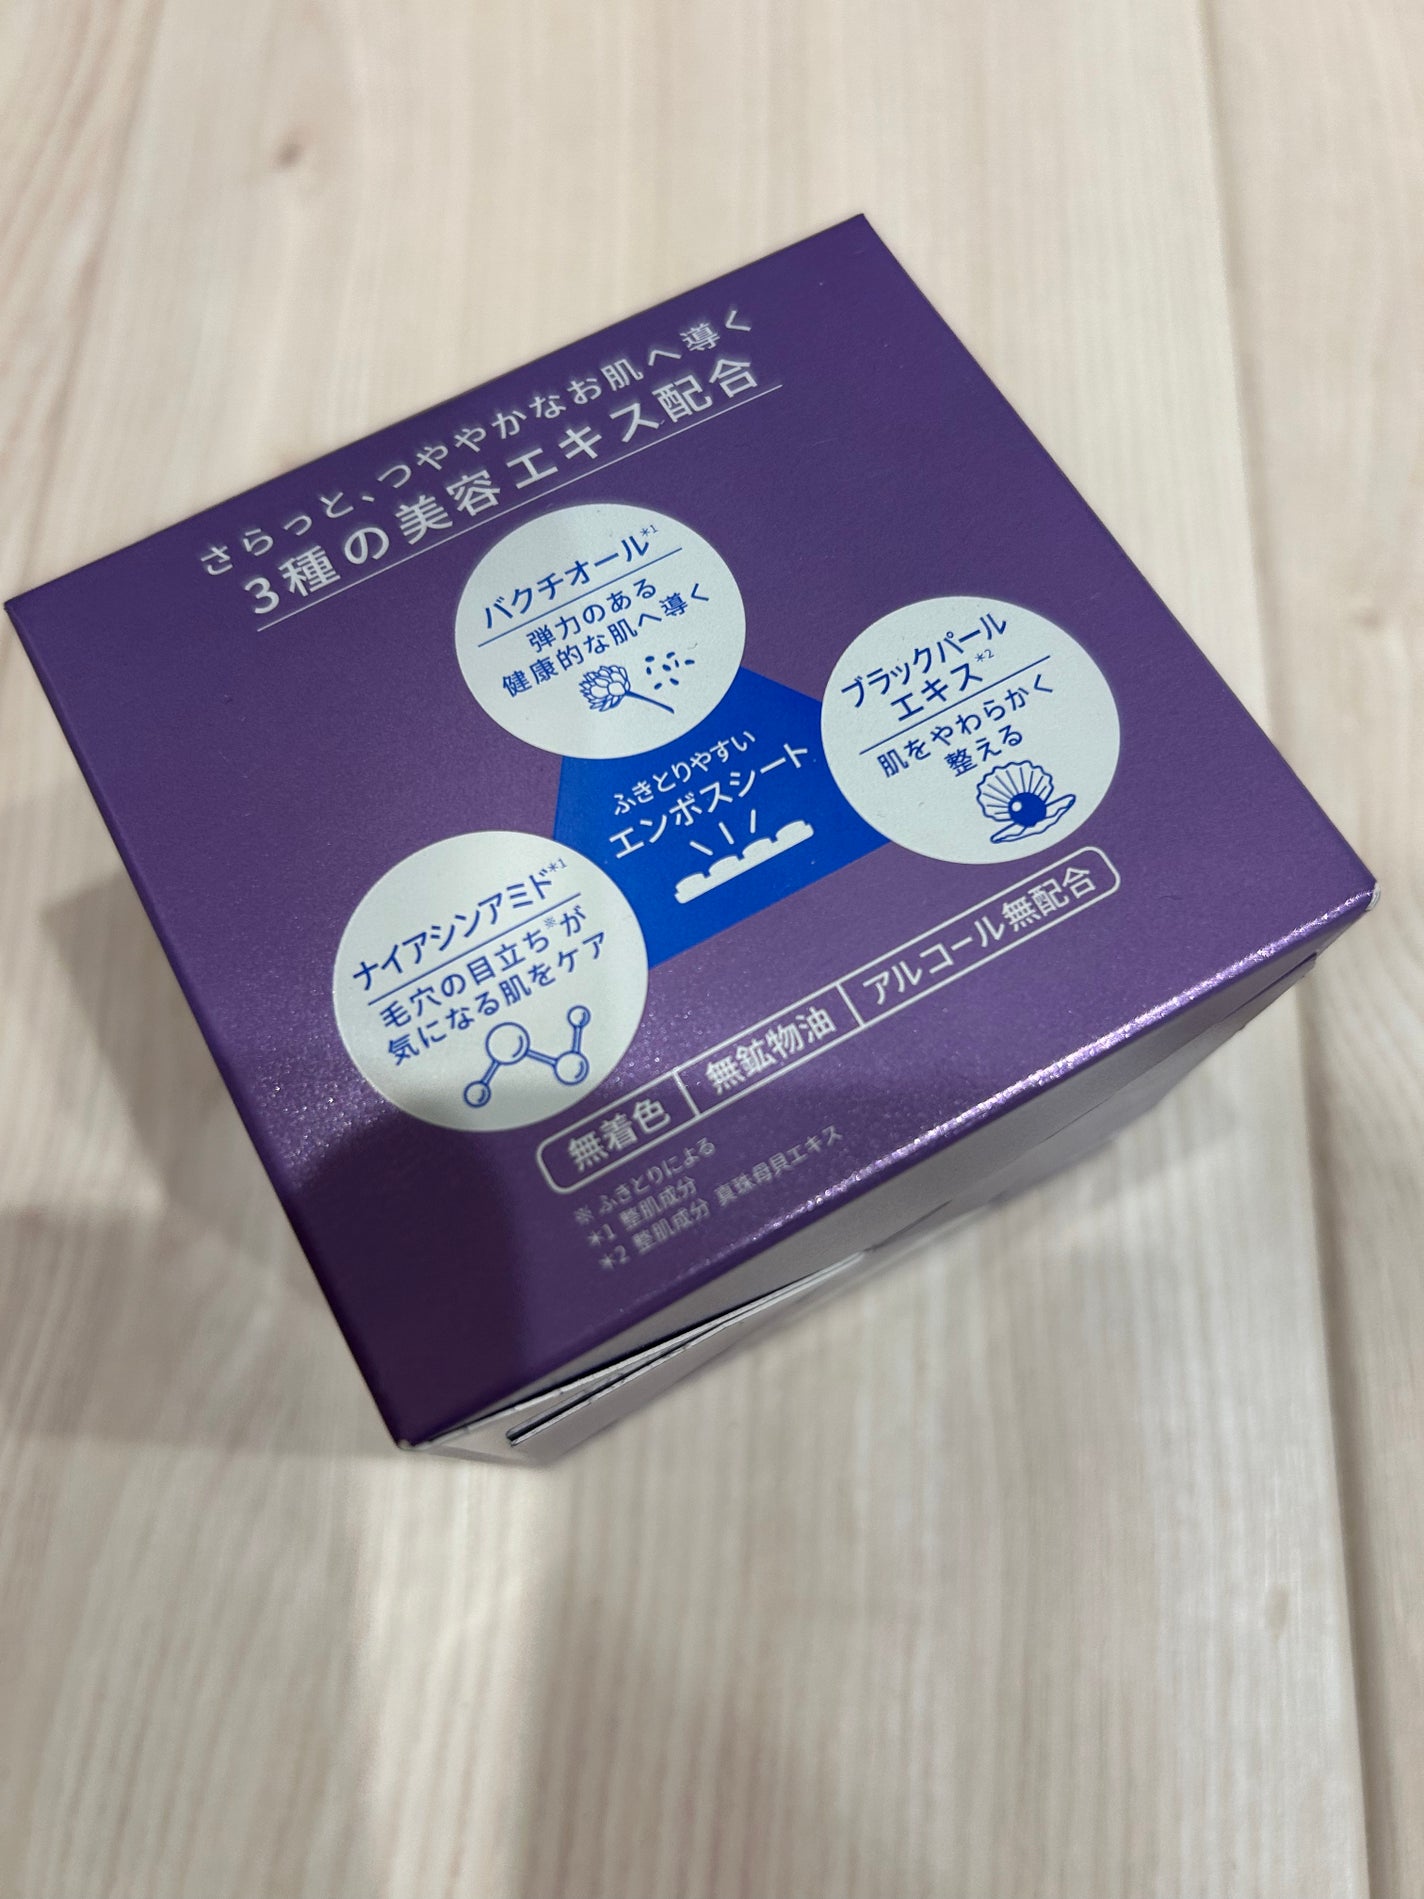 さらっと、つややかなお肌へ導く
3種の美容エキス配合
バクチオール*1
弾力のある
健康的な肌へ導く
ブラックパール
エキス*2
肌をやわらかく
整える
ふきとりやすい
エンボスシート
ナイアシンアミド*1
毛穴の目立ち※が
気になる肌をケア
無着色 無鉱物油 アルコール無配合
※ ふきとりによる
*1 整肌成分
*2 整肌成分 真珠母貝エキス